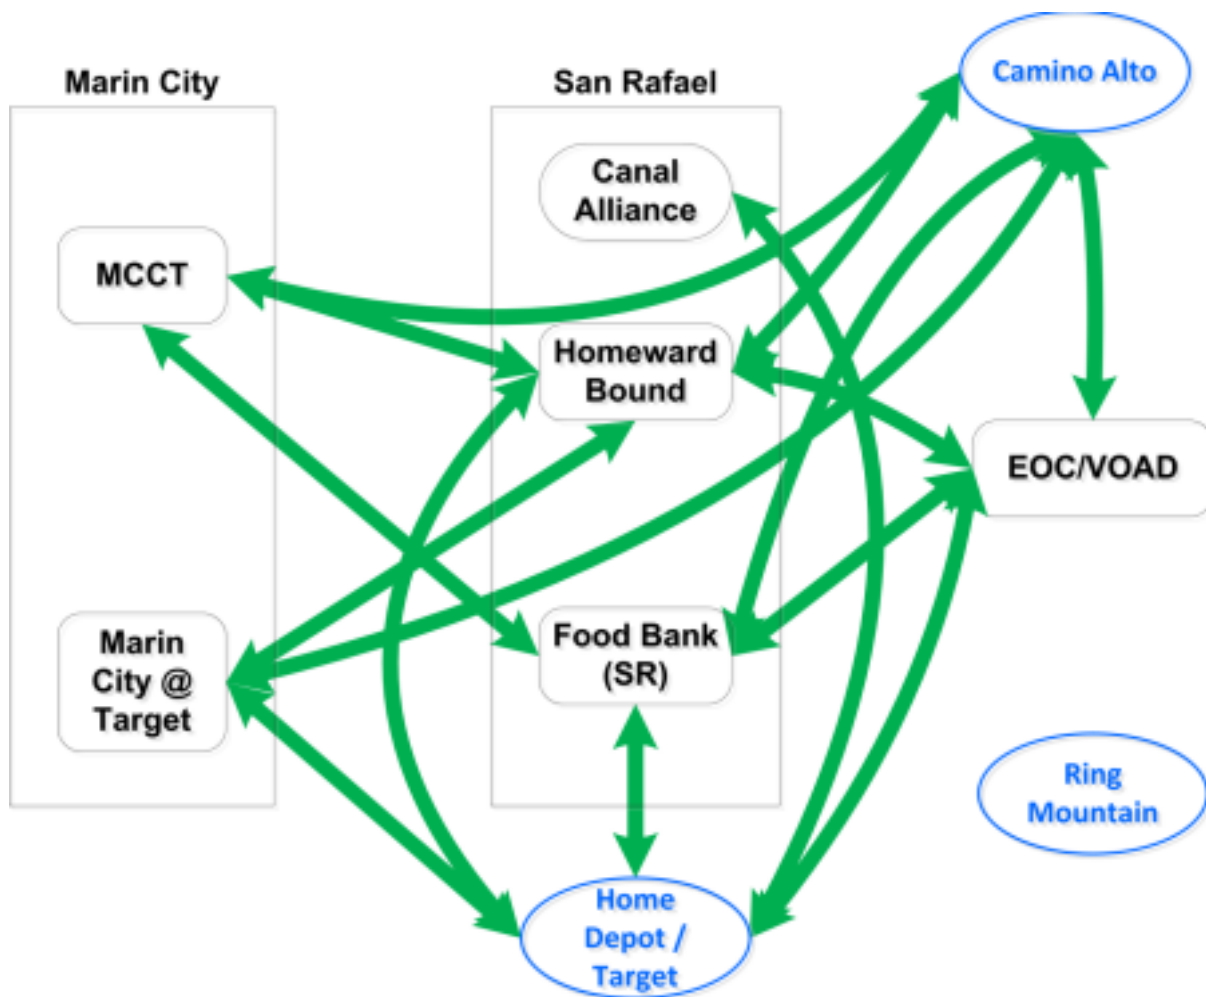 Marin City
San Rafael
Camino Alto
Canal
Alliance
MCCT
Homeward
Bound
EOC/VOAD
Marin
City @
Target
Food Bank
(SR)
Ring
Mountain
Home
Depot /
Target